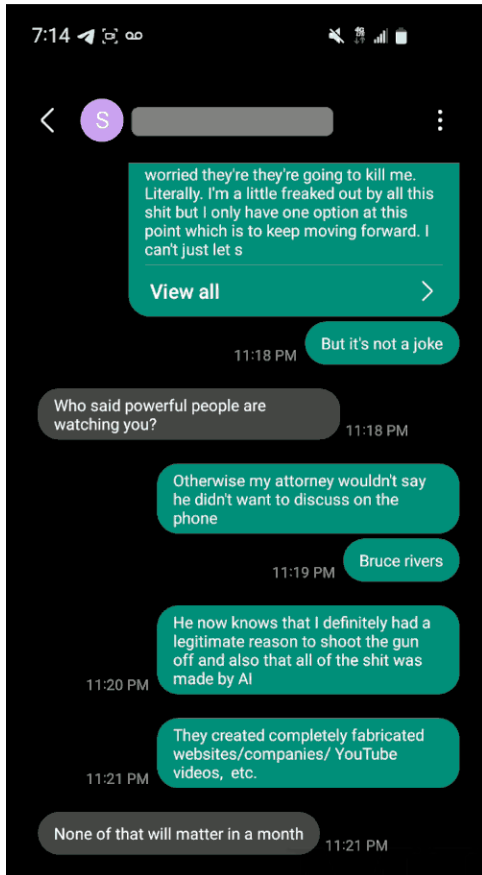 7:14
S
worried they're they're going to kill me.
Literally. I'm a little freaked out by all this
shit but I only have one option at this
point which is to keep moving forward. I
can't just let s
View all
But it's not a joke
11:18 PM
Who said powerful people are
watching you?
11:18 PM
Otherwise my attorney wouldn't say
he didn't want to discuss on the
phone
Bruce rivers
11:19 PM
He now knows that I definitely had a
legitimate reason to shoot the gun
off and also that all of the shit was
made by AI
11:20 PM
They created completely fabricated
websites/companies/ YouTube
videos, etc.
11:21 PM
None of that will matter in a month
11:21 PM